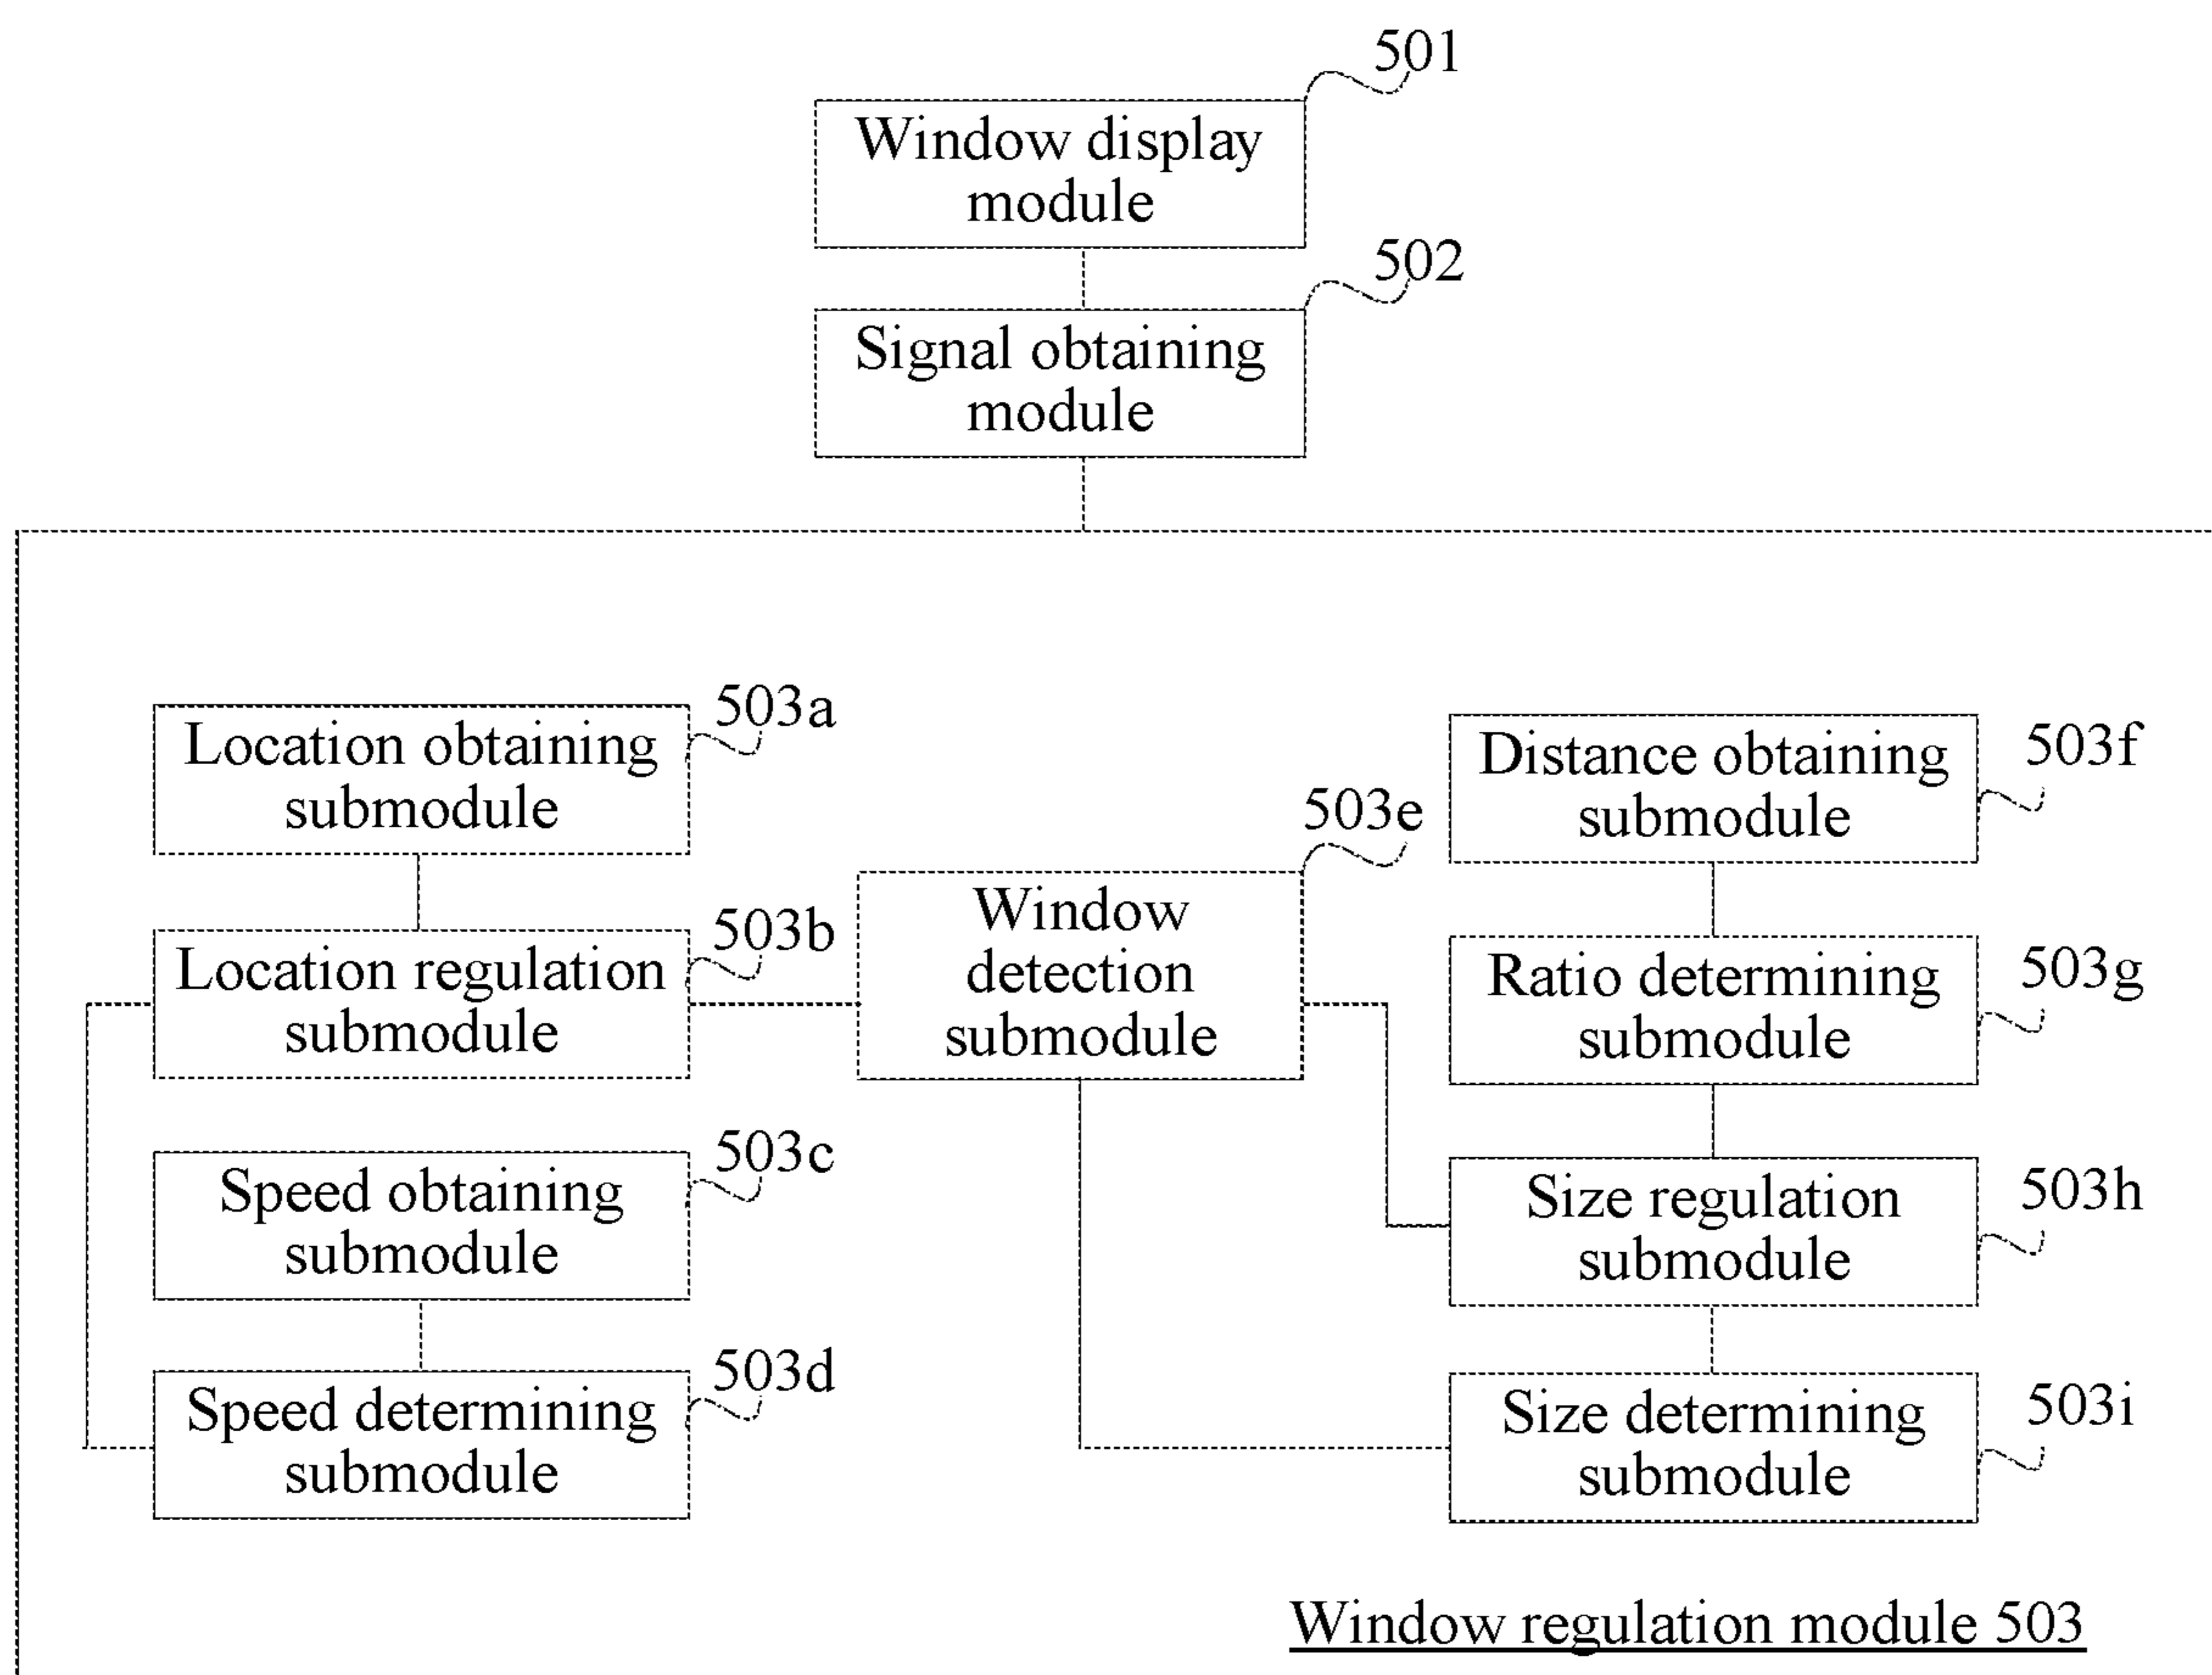 501
Window display
module
502
Signal obtaining
module
503a
Location obtaining
submodule
503b
Location regulation
submodule
503c
Speed obtaining
submodule
503d
Speed determining
submodule
503e
Window
detection
submodule
503f
Distance obtaining
submodule
503g
Ratio determining
submodule
503h
Size regulation
submodule
503i
Size determining
submodule
Window regulation module 503